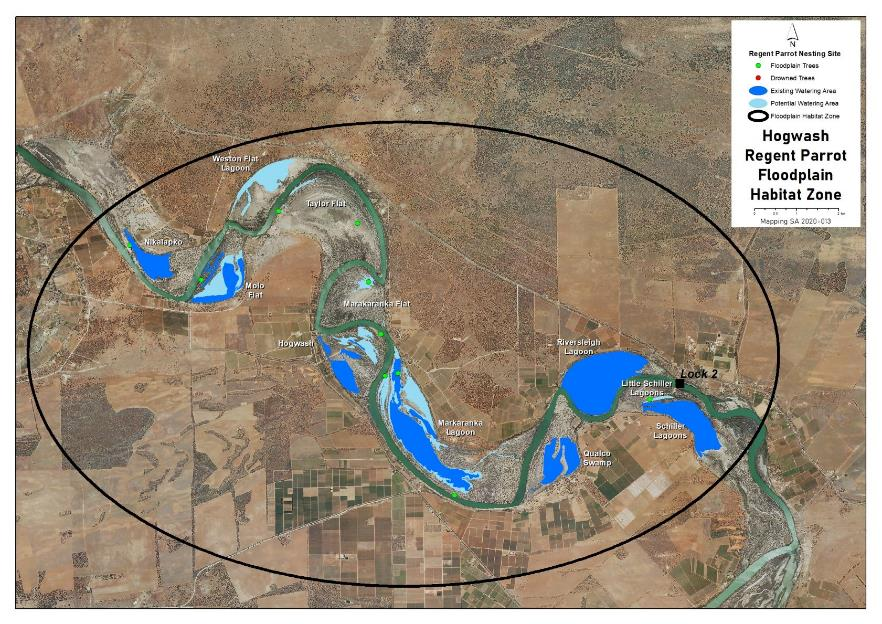 N
Regent Parrot Nesting Site
Floodplain Trees
Drowned Trees
Existing Watering Area
Potential Watering Area
Floodplain Habitat Zone
Hogwash
Regent Parrot
Floodplain
Habitat Zone
Mapping SA 2020-013
Weston Flat
Lagoon
Taylor Flat
Nikalapko
Molo
Flat
Marakaranka Flat
Hogwash
Riversleigh
Lagoon
Lock 2
Little Schiller
Lagoons
Markaranka
Lagoon
Schiller
Lagoons
Qualco
Swamp